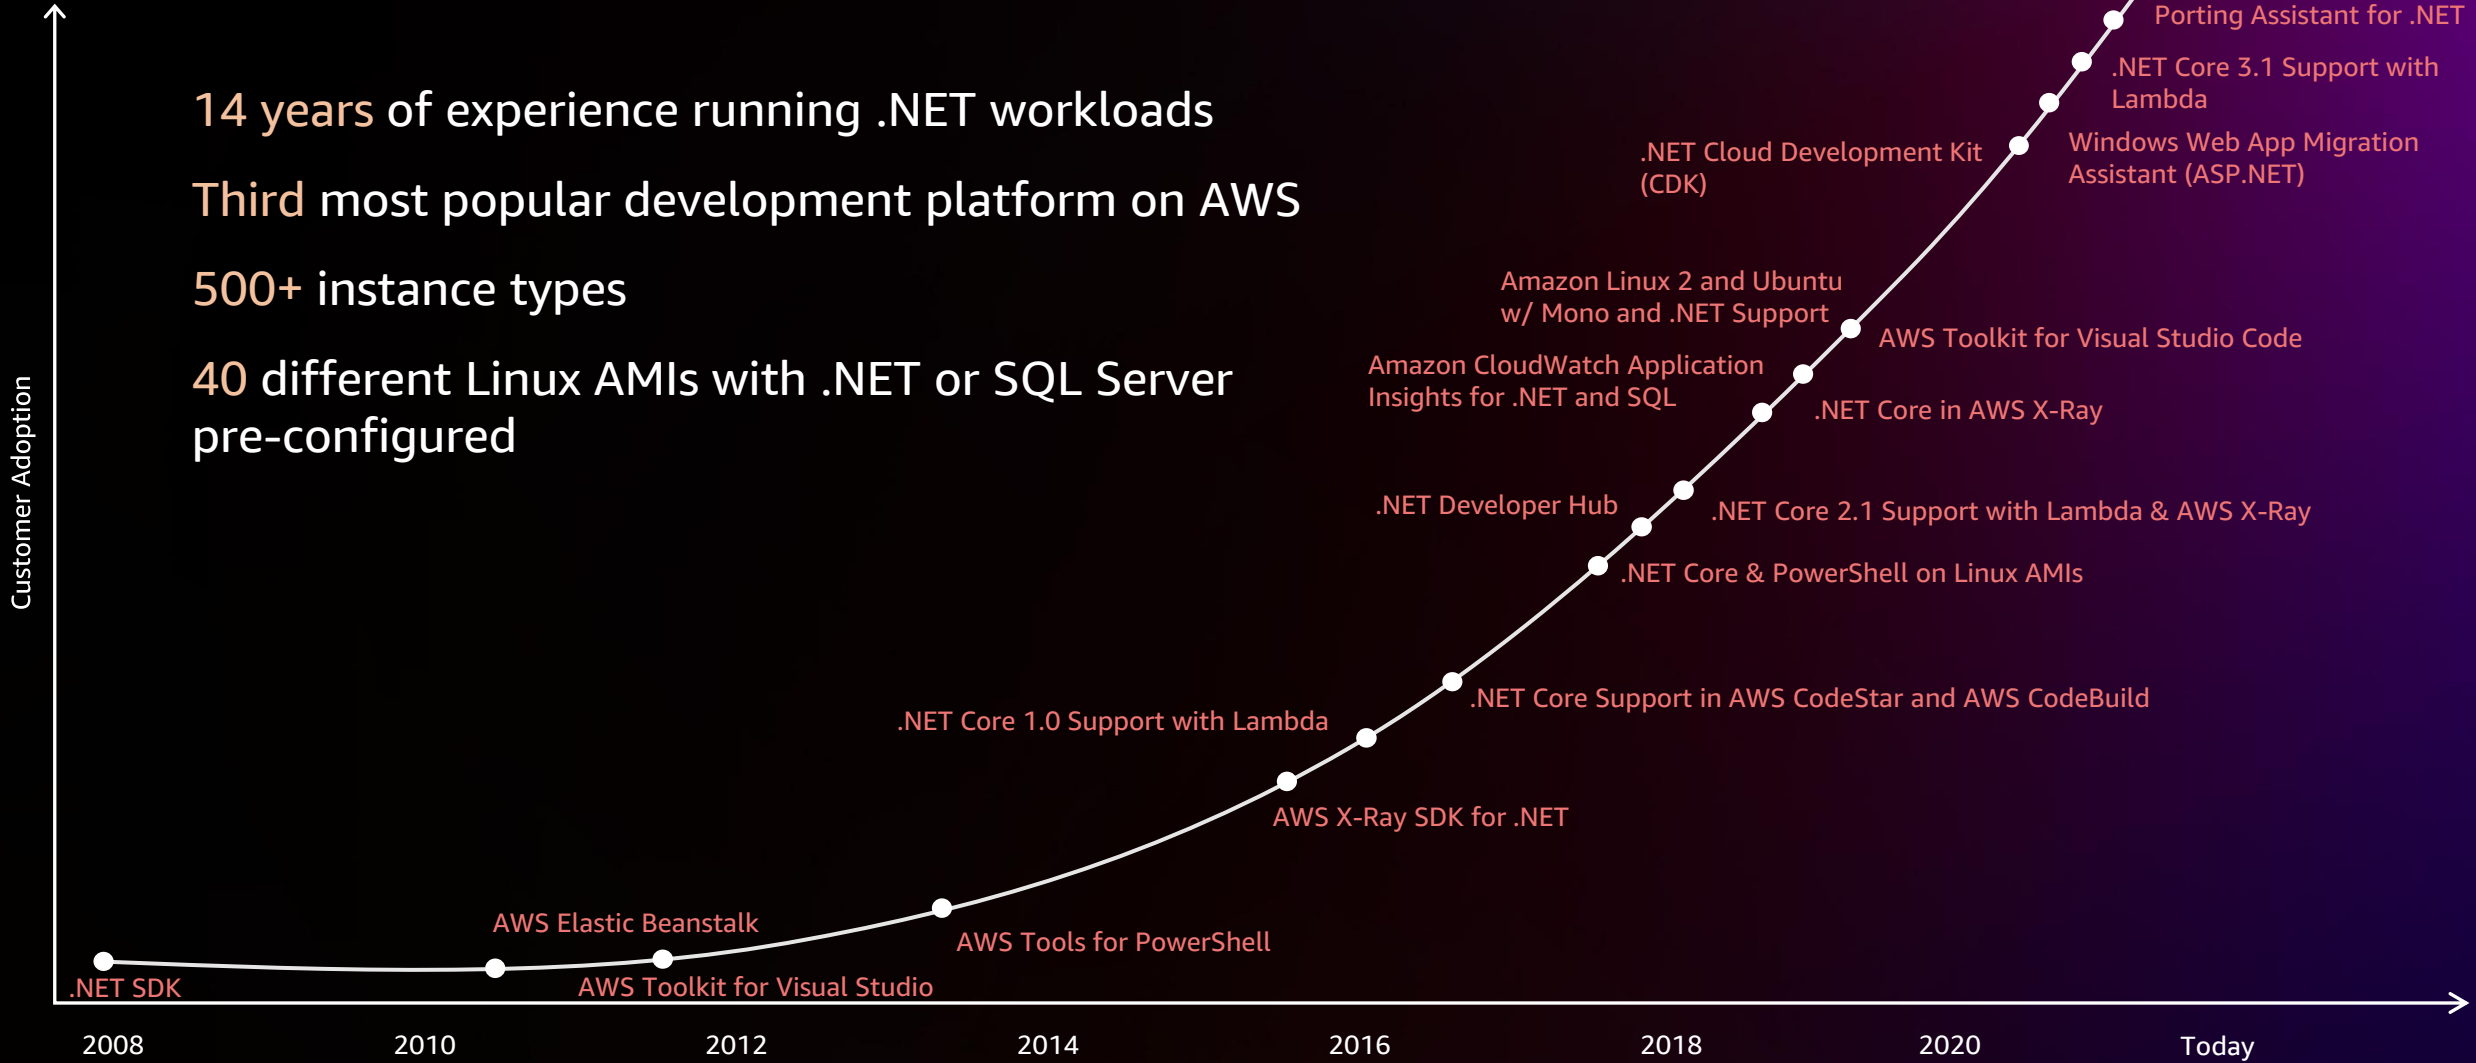 14 years of experience running .NET workloads
Third most popular development platform on AWS
500+ instance types
40 different Linux AMIs with .NET or SQL Server
pre-configured
Customer Adoption
Porting Assistant for .NET
.NET Core 3.1 Support with
Lambda
Windows Web App Migration
Assistant (ASP.NET)
.NET Cloud Development Kit
(CDK)
Amazon Linux 2 and Ubuntu
w/ Mono and .NET Support
AWS Toolkit for Visual Studio Code
Amazon CloudWatch Application
Insights for .NET and SQL
.NET Core in AWS X-Ray
.NET Developer Hub
.NET Core 2.1 Support with Lambda & AWS X-Ray
.NET Core & PowerShell on Linux AMIs
.NET Core Support in AWS CodeStar and AWS CodeBuild
.NET Core 1.0 Support with Lambda
AWS X-Ray SDK for .NET
AWS Elastic Beanstalk
AWS Tools for PowerShell
.NET SDK
AWS Toolkit for Visual Studio
2008
2010
2012
2014
2016
2018
2020
Today